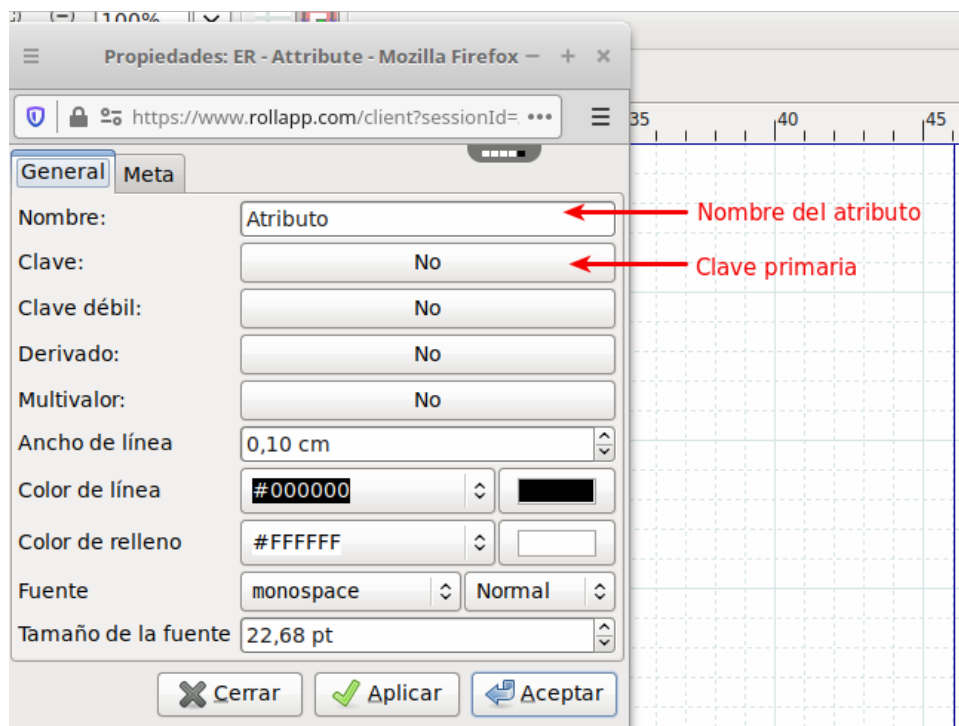 100%
Propiedades: ER - Attribute - Mozilla Firefox
https://www.rollapp.com/client?sessionId=
35 40 45
General Meta
Nombre: Atributo
Nombre del atributo
Clave: No
Clave primaria
Clave débil: No
Derivado: No
Multivalor: No
Ancho de línea 0,10 cm
Color de línea #000000
Color de relleno #FFFFFF
Fuente monospace Normal
Tamaño de la fuente 22,68 pt
Cerrar Aplicar Aceptar